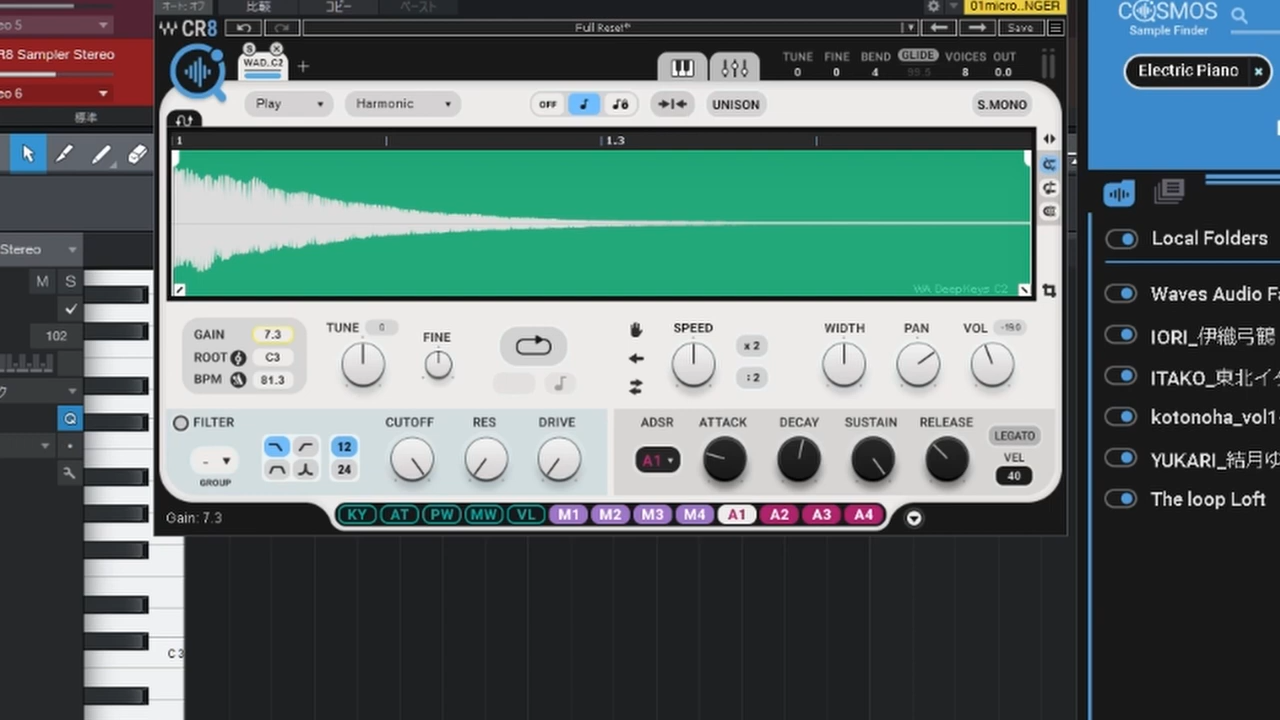 オート: オフ 比較 コピー ペースト 01micro..NGER
CR8 Full Reset* Save
COSMOS
Sample Finder
eo 5
R8 Sampler Stereo
eo 6
標準
WAD..C2
TUNE FINE BEND GLIDE VOICES OUT
0 0 4 99.5 8 0.0
Electric Piano
Play Harmonic OFF UNISON S.MONO
1 1.3
WA DeepKeys C2
Stereo
M S
102
Local Folders
Waves Audio Fa
IORI_伊織弓鶴
ITAKO_東北イタ
kotonoha_vol1
YUKARI_結月ゆ
The loop Loft
GAIN 7.3
ROOT C3
BPM 81.3
TUNE 0
FINE
SPEED
x 2
: 2
WIDTH PAN VOL -19.0
FILTER
-
GROUP
12
24
CUTOFF RES DRIVE
ADSR ATTACK DECAY SUSTAIN RELEASE
A1
LEGATO
VEL
40
Gain: 7.3
KY AT PW MW VL M1 M2 M3 M4 A1 A2 A3 A4
C 3